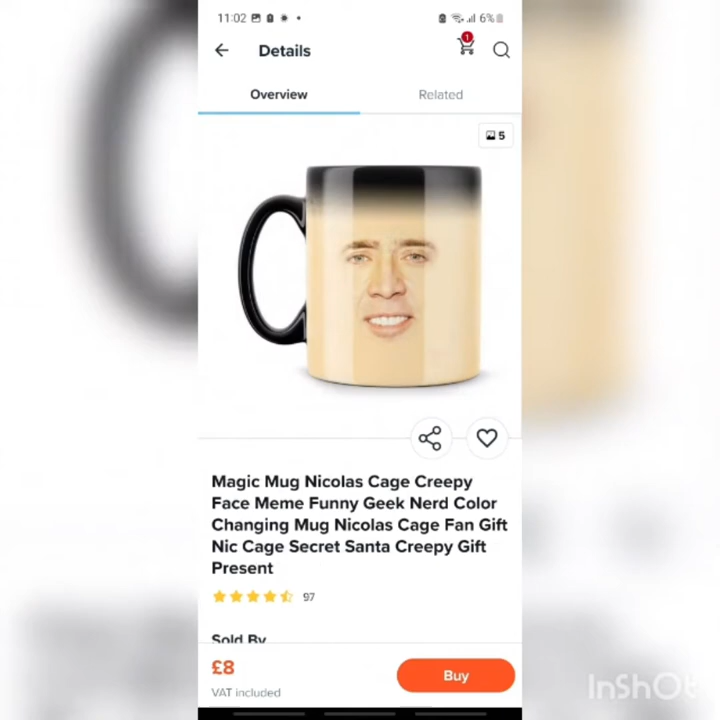 11:02
6%
Details
1
Overview
Related
5
Magic Mug Nicolas Cage Creepy
Face Meme Funny Geek Nerd Color
Changing Mug Nicolas Cage Fan Gift
Nic Cage Secret Santa Creepy Gift
Present
97
Sold By
£8
Buy
VAT included
InShOt